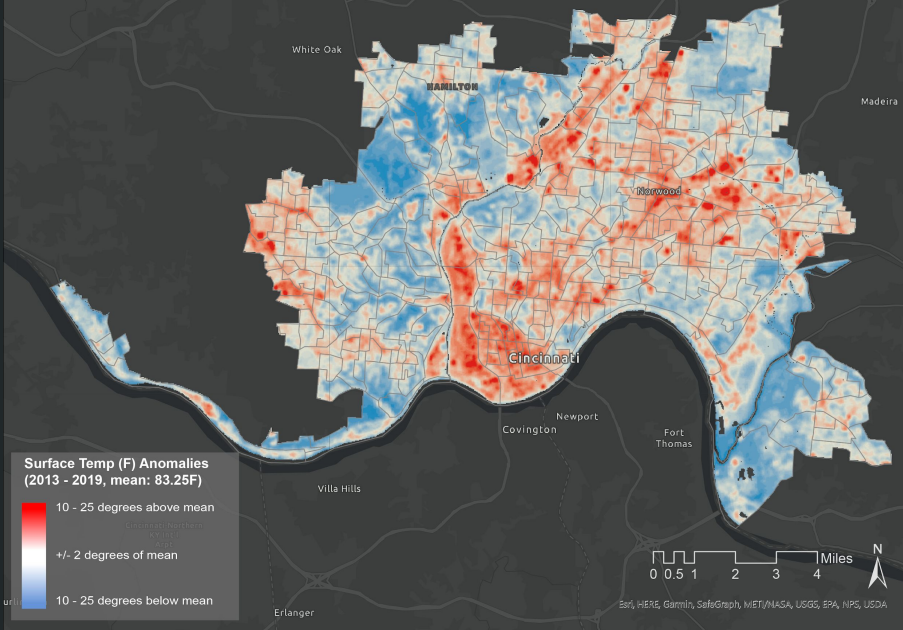 White Oak
HAMILTON
Madeira
Norwood
Cincinnati
Newport
Covington
Fort
Thomas
Villa Hills
Erlanger
Surface Temp (F) Anomalies
(2013 - 2019, mean: 83.25F)
10 - 25 degrees above mean
+/- 2 degrees of mean
10 - 25 degrees below mean
Miles
0 0.5 1 2 3 4
N
Esri, HERE, Garmin, SafeGraph, METI/NASA, USGS, EPA, NPS, USDA